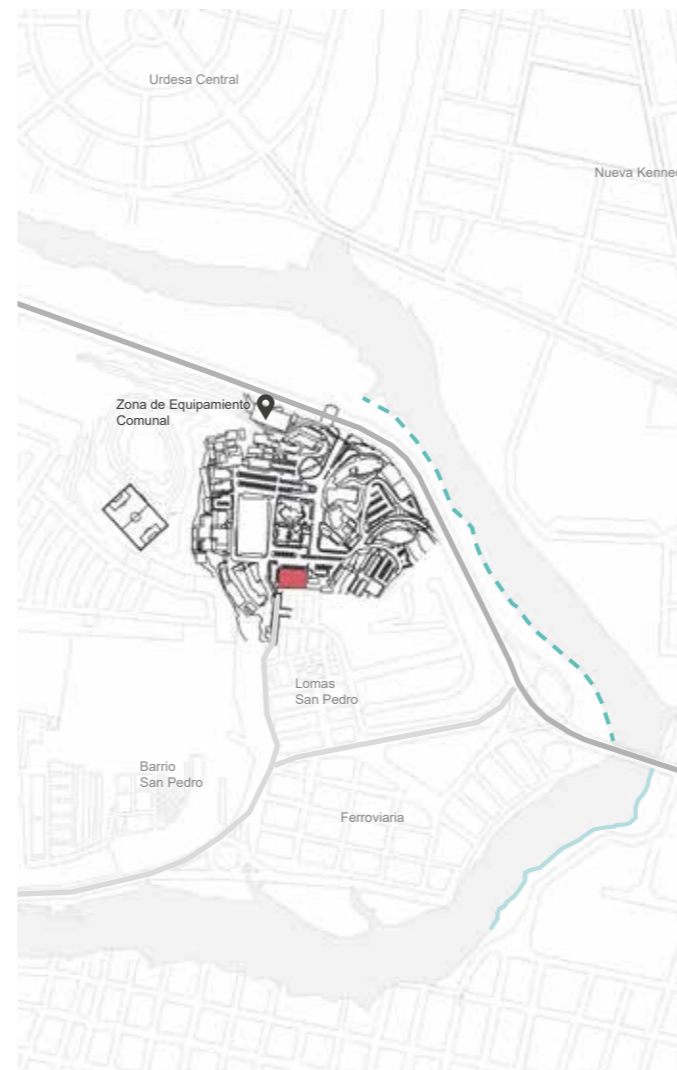 Urdesa Central
Nueva Kenne
Zona de Equipamiento
Comunal
Lomas
San Pedro
Barrio
San Pedro
Ferroviaria